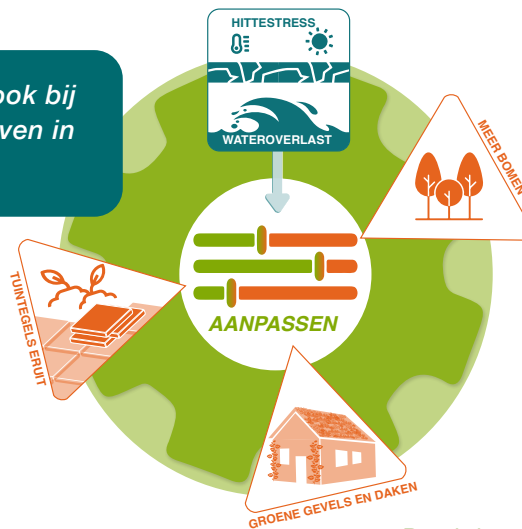 HITTESTRESS
WATEROVERLAST
ook bij
ven in
MEER BOMEN
TUINTEGELS ERUIT
AANPASSEN
GROENE GEVELS EN DAKEN